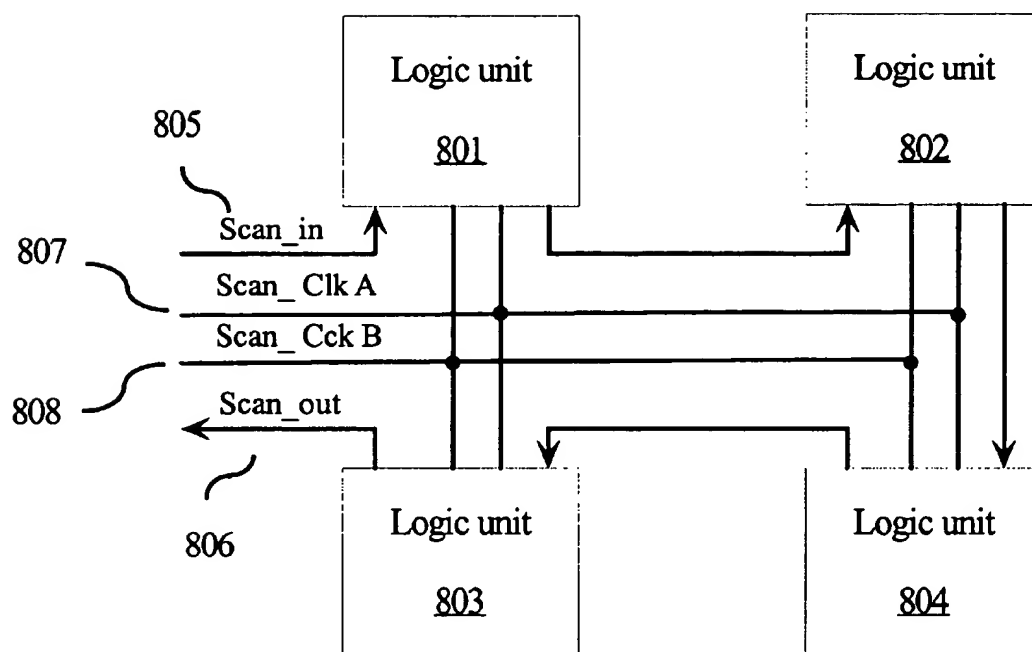 Logic unit
801
Logic unit
802
805
Scan_in
807
Scan_ Clk A
Scan_ Cck B
808
Scan_out
806
Logic unit
803
Logic unit
804